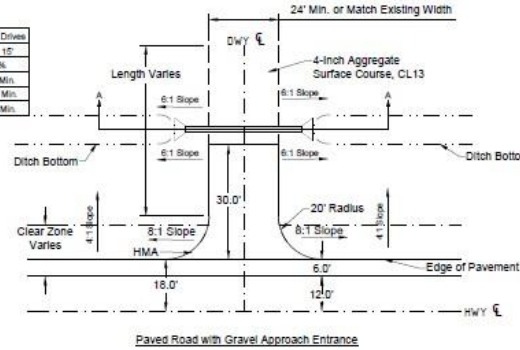 24' Min. or Match Existing Width
Drives
15'
%
Min.
Min.
Min.
DWY ℄
4-Inch Aggregate
Surface Course, CL13
Length Varies
A
6:1 Slope
6:1 Slope
A
Ditch Bottom
6:1 Slope
6:1 Slope
Ditch Botto
30.0'
4:1 Slope
20' Radius
4:1 Slope
Clear Zone
Varies
8:1 Slope
8:1 Slope
HMA
6.0'
Edge of Pavement
18.0'
12.0'
HWY ℄
Paved Road with Gravel Approach Entrance